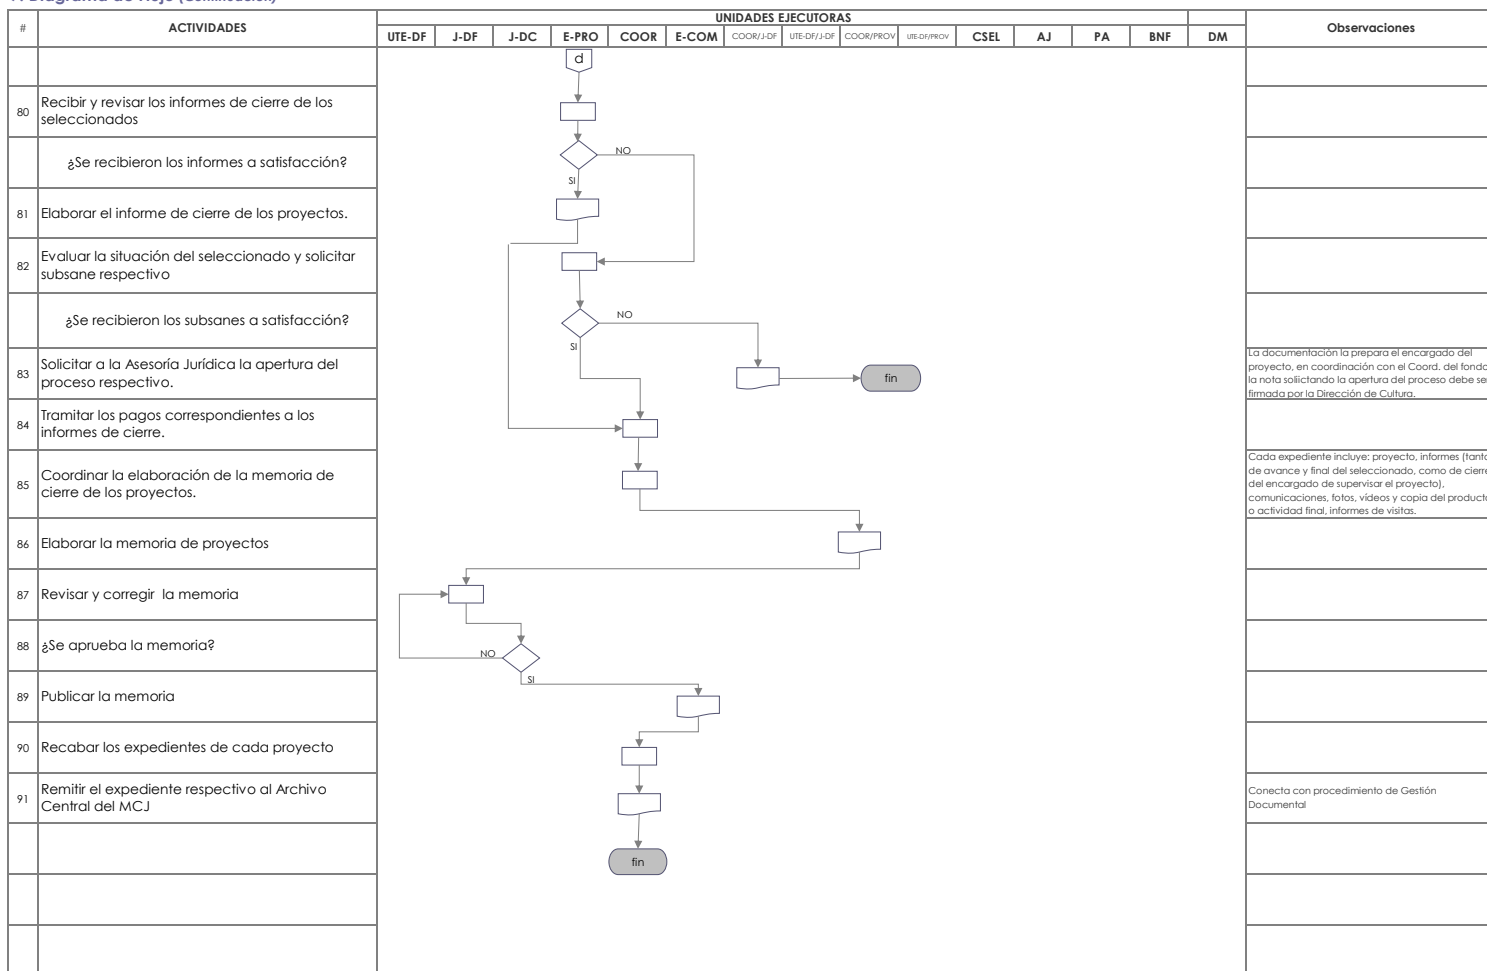 #
ACTIVIDADES
UNIDADES EJECUTORAS
Observaciones
UTE-DF J-DF J-DC E-PRO COOR E-COM COOR/J-DF UTE-DF/J-DF COOR/PROV UTE-DF/PROV CSEL AJ PA BNF DM
d
80 Recibir y revisar los informes de cierre de los
seleccionados
¿Se recibieron los informes a satisfacción?
NO
SI
81 Elaborar el informe de cierre de los proyectos.
82 Evaluar la situación del seleccionado y solicitar
subsane respectivo
¿Se recibieron los subsanes a satisfacción?
NO
SI
83 Solicitar a la Asesoría Jurídica la apertura del
proceso respectivo.
fin
La documentación la prepara el encargado del
proyecto, en coordinación con el Coord. del fondo
la nota soliictando la apertura del proceso debe ser
firmada por la Dirección de Cultura.
84 Tramitar los pagos correspondientes a los
informes de cierre.
85 Coordinar la elaboración de la memoria de
cierre de los proyectos.
Cada expediente incluye: proyecto, informes (tanto
de avance y final del seleccionado, como de cierre
del encargado de supervisar el proyecto),
comunicaciones, fotos, vídeos y copia del producto
o actividad final, informes de visitas.
86 Elaborar la memoria de proyectos
87 Revisar y corregir la memoria
88 ¿Se aprueba la memoria?
NO
SI
89 Publicar la memoria
90 Recabar los expedientes de cada proyecto
91 Remitir el expediente respectivo al Archivo
Central del MCJ
Conecta con procedimiento de Gestión
Documental
fin